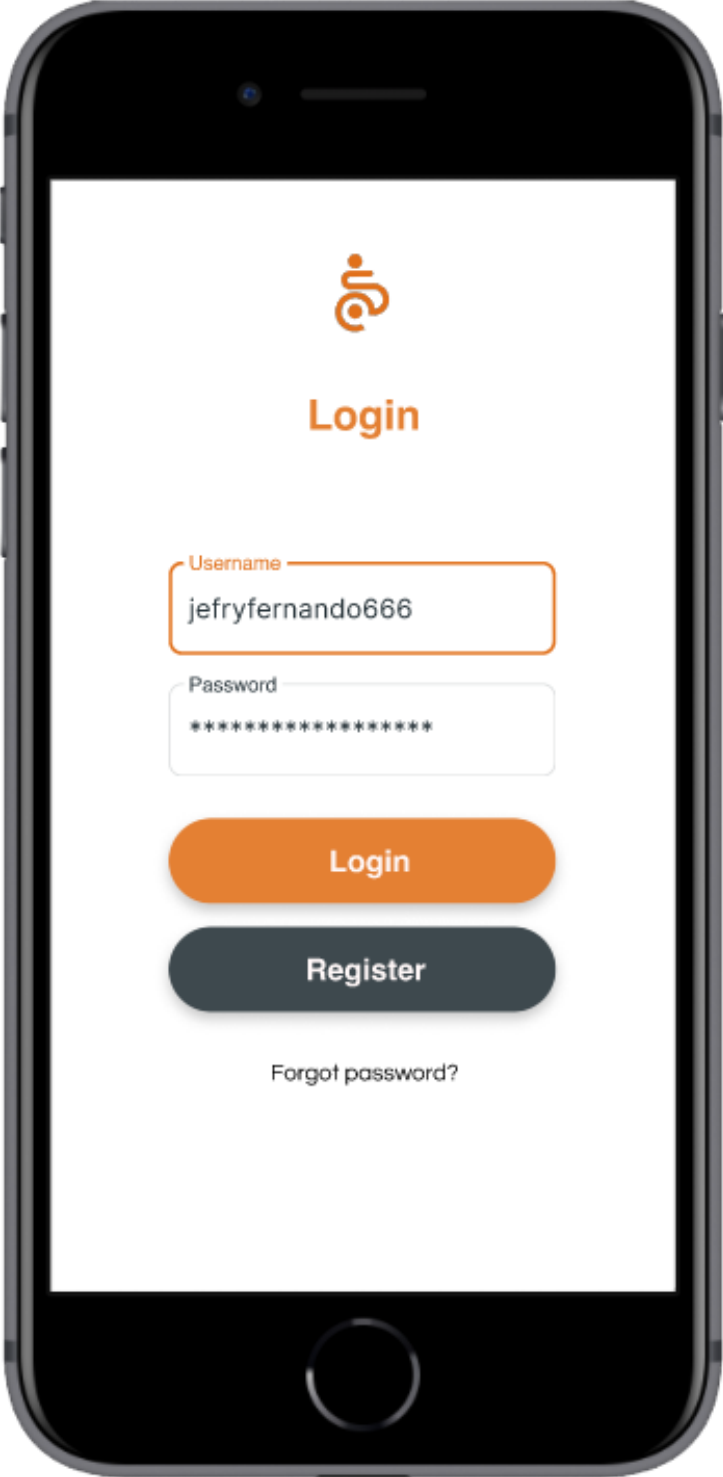 Login
Username
jefryfernando666
Password
******************
Login
Register
Forgot password?